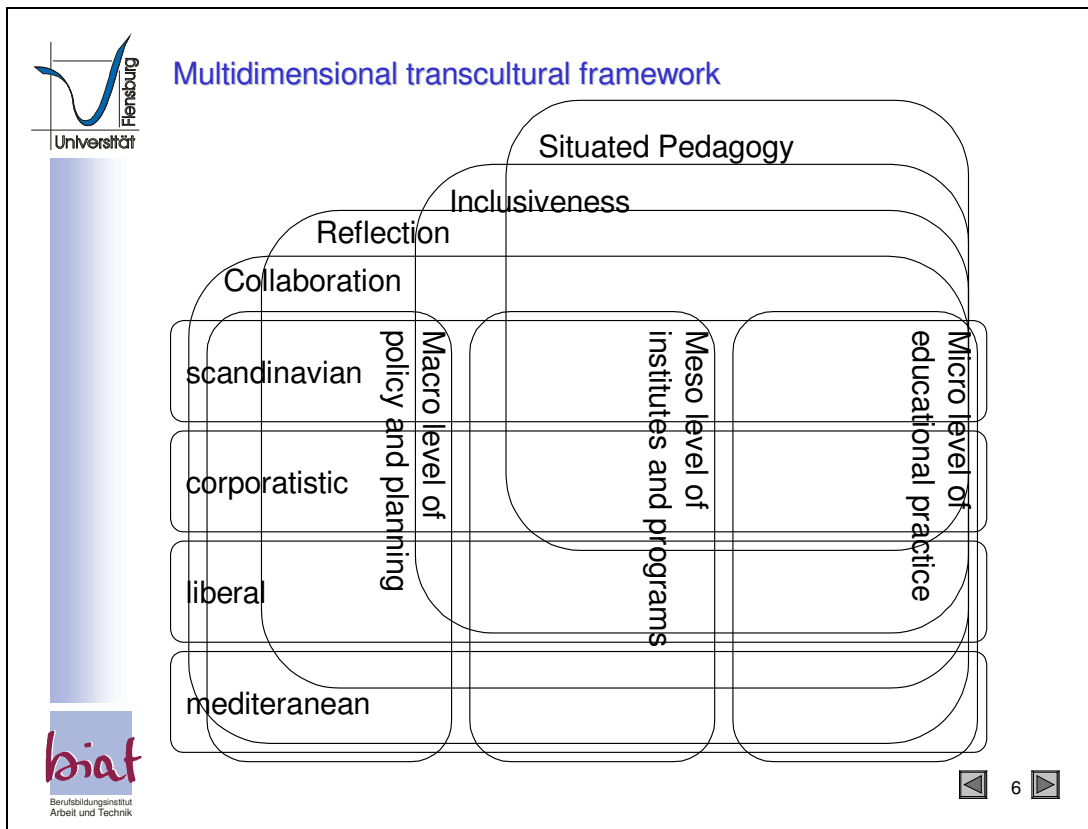 Universität
Flensburg
Multidimensional transcultural framework
Situated Pedagogy
Inclusiveness
Reflection
Collaboration
Macro level of
policy and planning
Meso level of
institutes and programs
Micro level of
educational practice
scandinavian
corporatistic
liberal
mediteranean
biat
Berufsbildungsinstitut
Arbeit und Technik
6